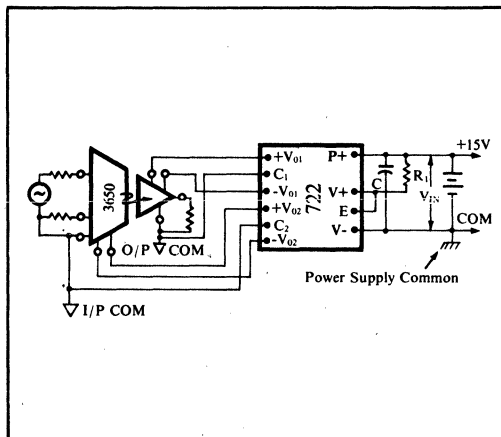 +15V
P+
+V01
C1
C
R1
3650
-V01
722
V+
VIN
+V02
E
O/P COM
C2
V-
COM
-V02
Power Supply Common
I/P COM